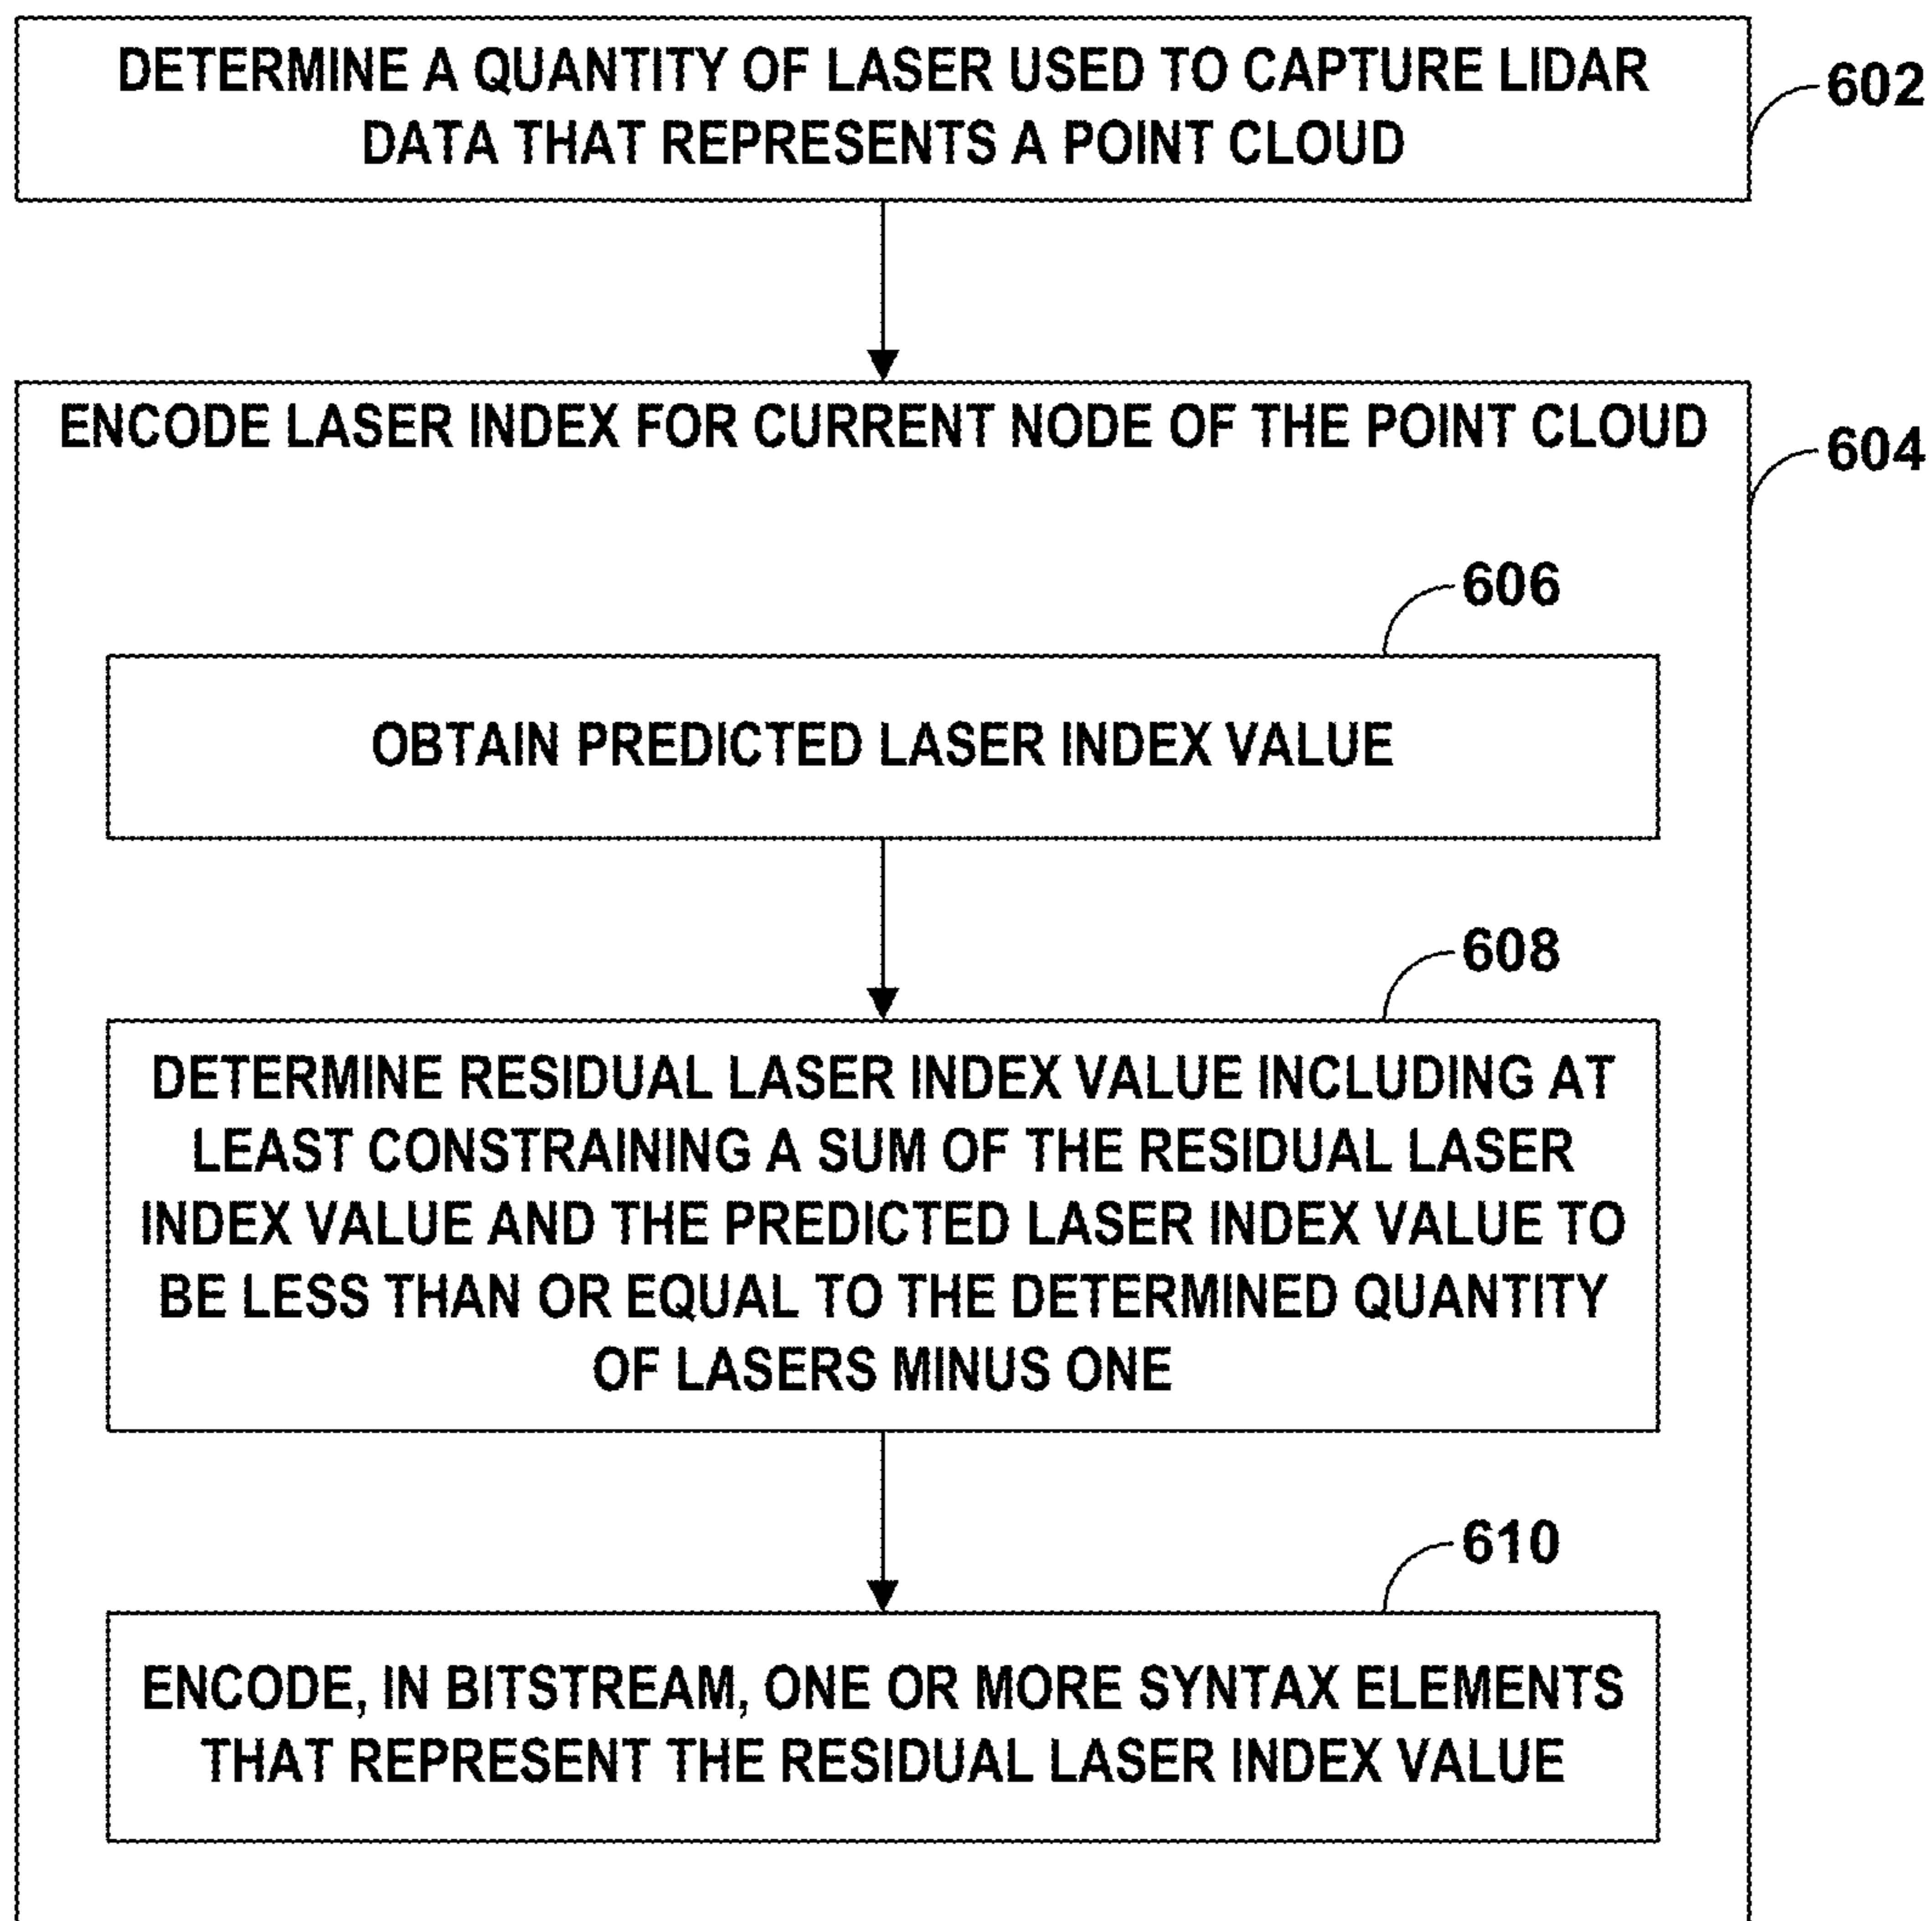 DETERMINE A QUANTITY OF LASER USED TO CAPTURE LIDAR
DATA THAT REPRESENTS A POINT CLOUD
602
ENCODE LASER INDEX FOR CURRENT NODE OF THE POINT CLOUD
604
606
OBTAIN PREDICTED LASER INDEX VALUE
608
DETERMINE RESIDUAL LASER INDEX VALUE INCLUDING AT
LEAST CONSTRAINING A SUM OF THE RESIDUAL LASER
INDEX VALUE AND THE PREDICTED LASER INDEX VALUE TO
BE LESS THAN OR EQUAL TO THE DETERMINED QUANTITY
OF LASERS MINUS ONE
610
ENCODE, IN BITSTREAM, ONE OR MORE SYNTAX ELEMENTS
THAT REPRESENT THE RESIDUAL LASER INDEX VALUE